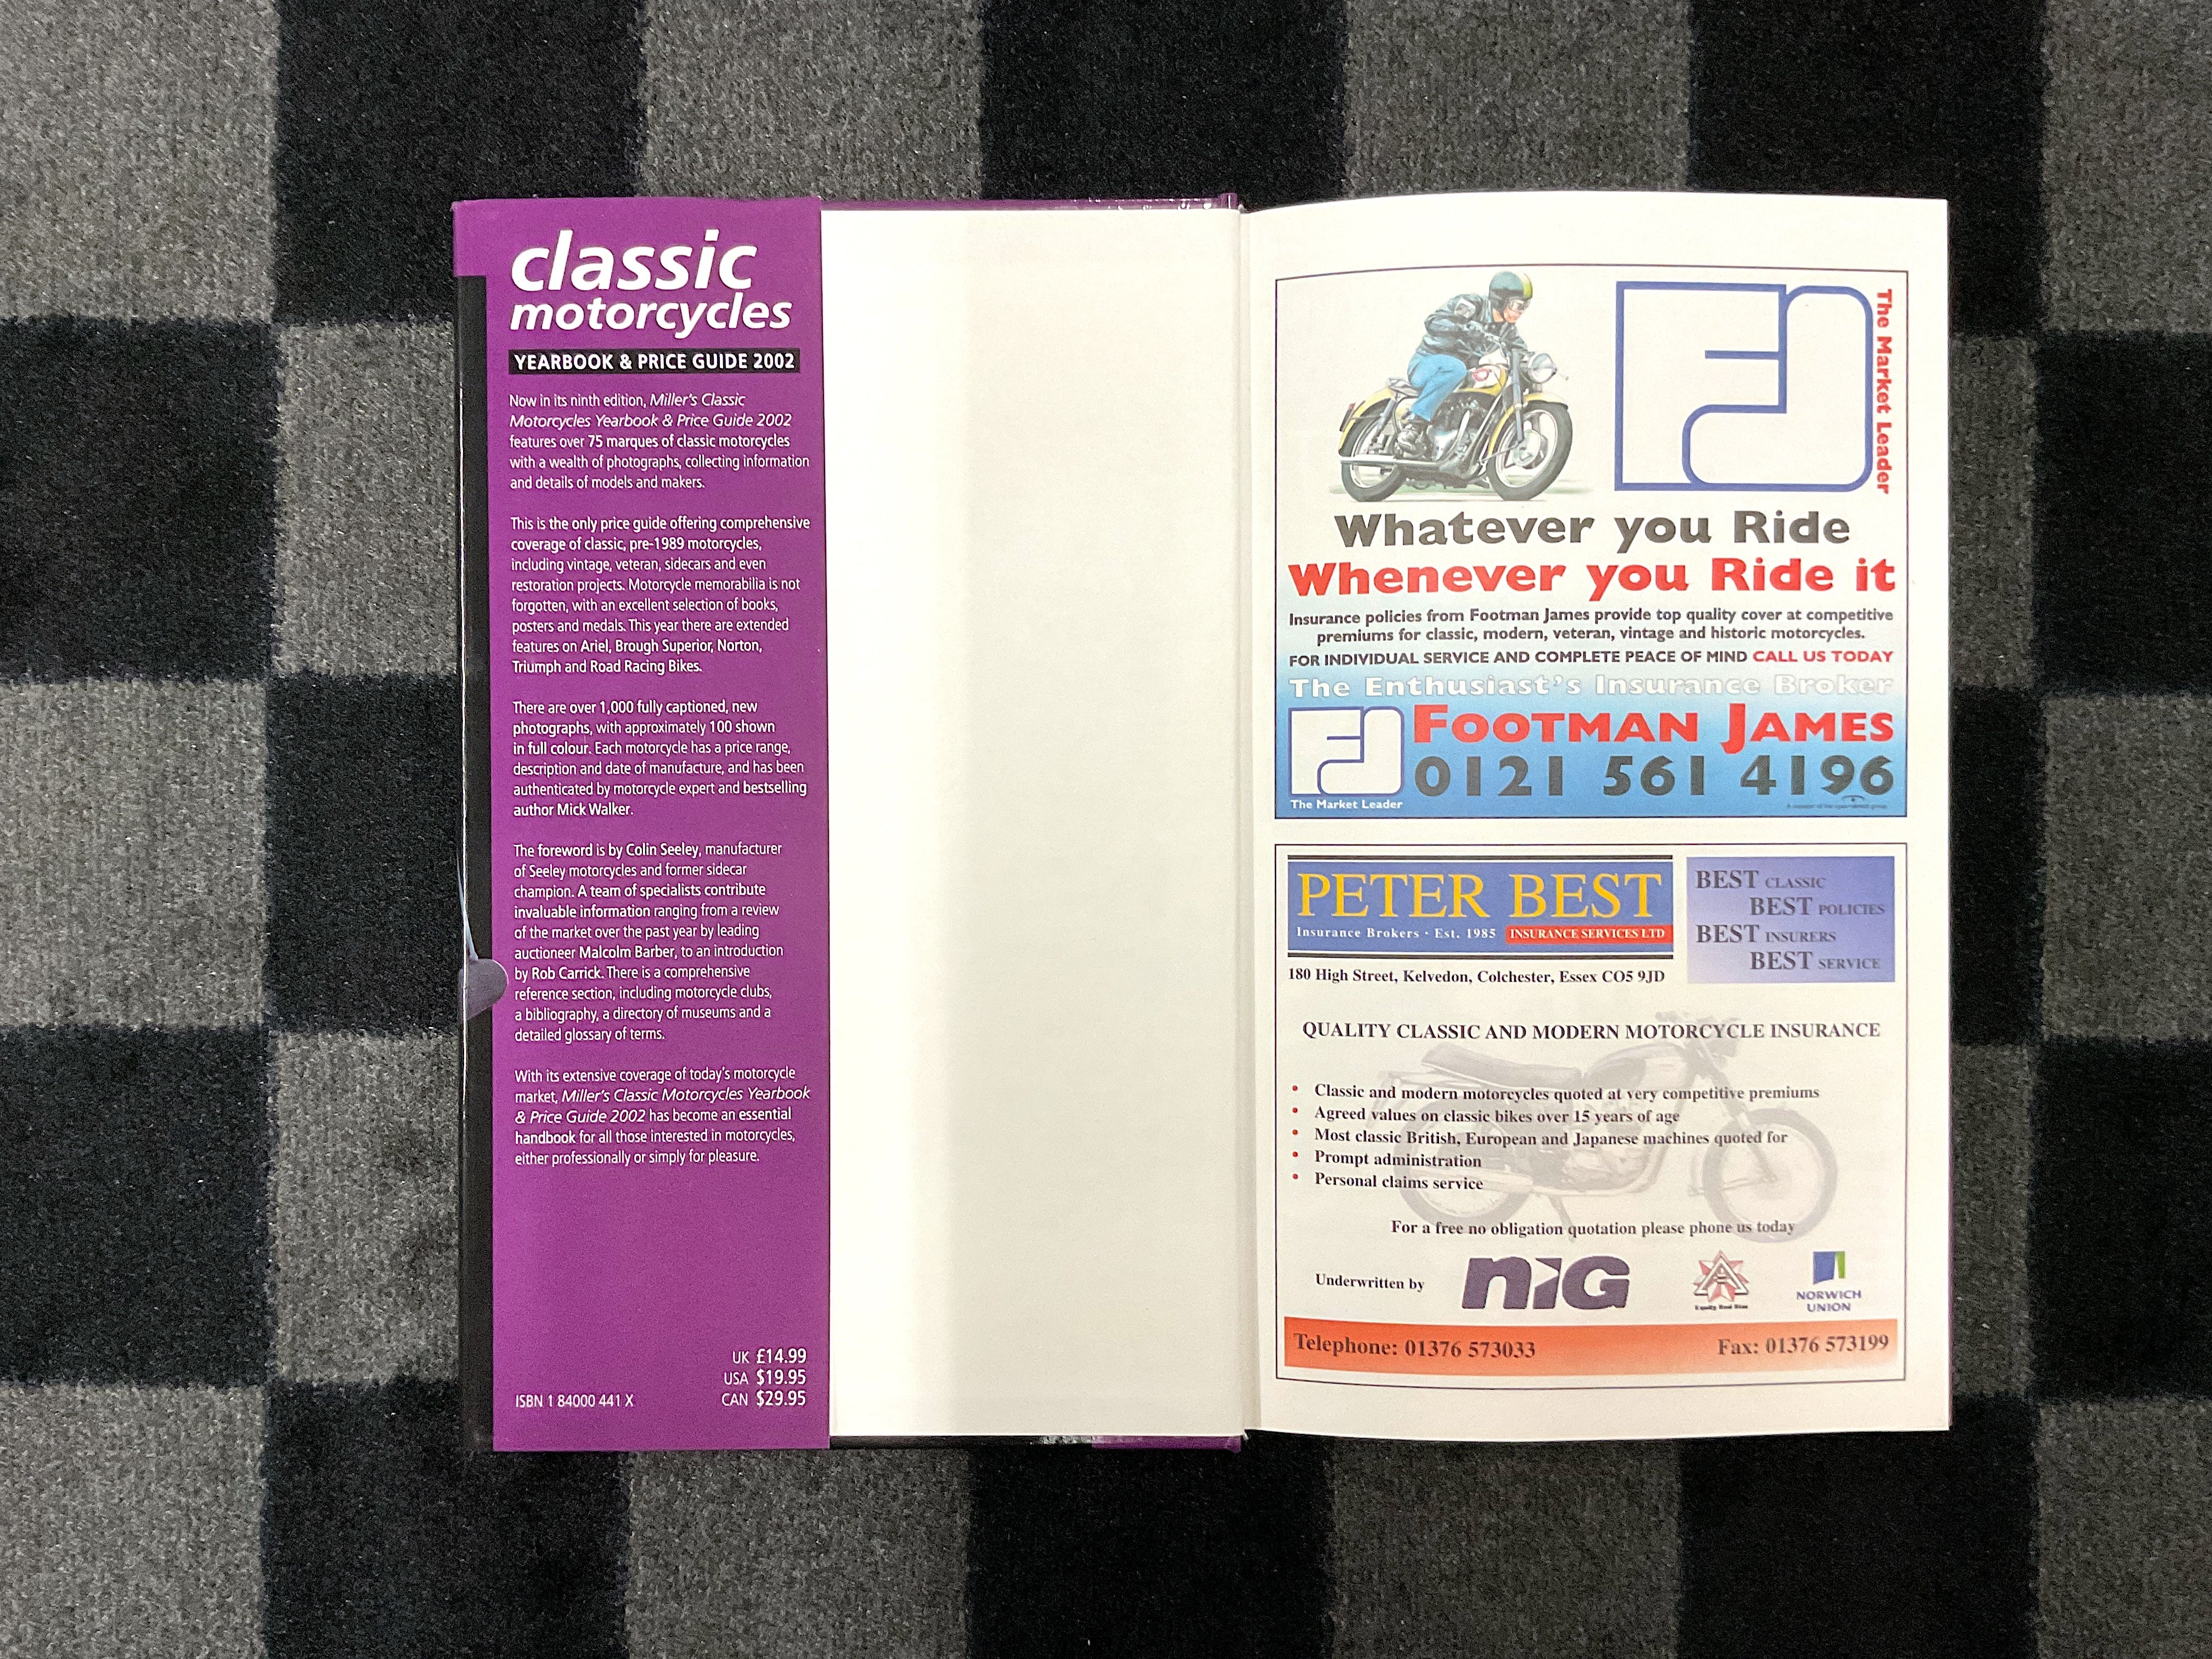 classic
motorcycles
YEARBOOK & PRICE GUIDE 2002
Now in its ninth edition, Miller's Classic
Motorcycles Yearbook & Price Guide 2002
features over 75 marques of classic motorcycles
with a wealth of photographs, collecting information
and details of models and makers.
This is the only price guide offering comprehensive
coverage of classic, pre-1989 motorcycles,
including vintage, veteran, sidecars and even
restoration projects. Motorcycle memorabilia is not
forgotten, with an excellent selection of books,
posters and medals. This year there are extended
features on Ariel, Brough Superior, Norton,
Triumph and Road Racing Bikes.
There are over 1,000 fully captioned, new
photographs, with approximately 100 shown
in full colour. Each motorcycle has a price range,
description and date of manufacture, and has been
authenticated by motorcycle expert and bestselling
author Mick Walker.
The foreword is by Colin Seeley, manufacturer
of Seeley motorcycles and former sidecar
champion. A team of specialists contribute
invaluable information ranging from a review
of the market over the past year by leading
auctioneer Malcolm Barber, to an introduction
by Rob Carrick. There is a comprehensive
reference section, including motorcycle clubs,
a bibliography, a directory of museums and a
detailed glossary of terms.
With its extensive coverage of today's motorcycle
market, Miller's Classic Motorcycles Yearbook
& Price Guide 2002 has become an essential
handbook for all those interested in motorcycles,
either professionally or simply for pleasure.
UK £14.99
USA $19.95
ISBN 1 84000 441 X CAN $29.95
FJ
The Market Leader
Whatever you Ride
Whenever you Ride it
Insurance policies from Footman James provide top quality cover at competitive
premiums for classic, modern, veteran, vintage and historic motorcycles.
FOR INDIVIDUAL SERVICE AND COMPLETE PEACE OF MIND CALL US TODAY
The Enthusiast's Insurance Broker
FJ FOOTMAN JAMES
0121 561 4196
The Market Leader
PETER BEST
Insurance Brokers · Est. 1985 INSURANCE SERVICES LTD
BEST CLASSIC
BEST POLICIES
BEST INSURERS
BEST SERVICE
180 High Street, Kelvedon, Colchester, Essex CO5 9JD
QUALITY CLASSIC AND MODERN MOTORCYCLE INSURANCE
• Classic and modern motorcycles quoted at very competitive premiums
• Agreed values on classic bikes over 15 years of age
• Most classic British, European and Japanese machines quoted for
• Prompt administration
• Personal claims service
For a free no obligation quotation please phone us today
Underwritten by
nIG
Equity Red Star
NORWICH
UNION
Telephone: 01376 573033 Fax: 01376 573199